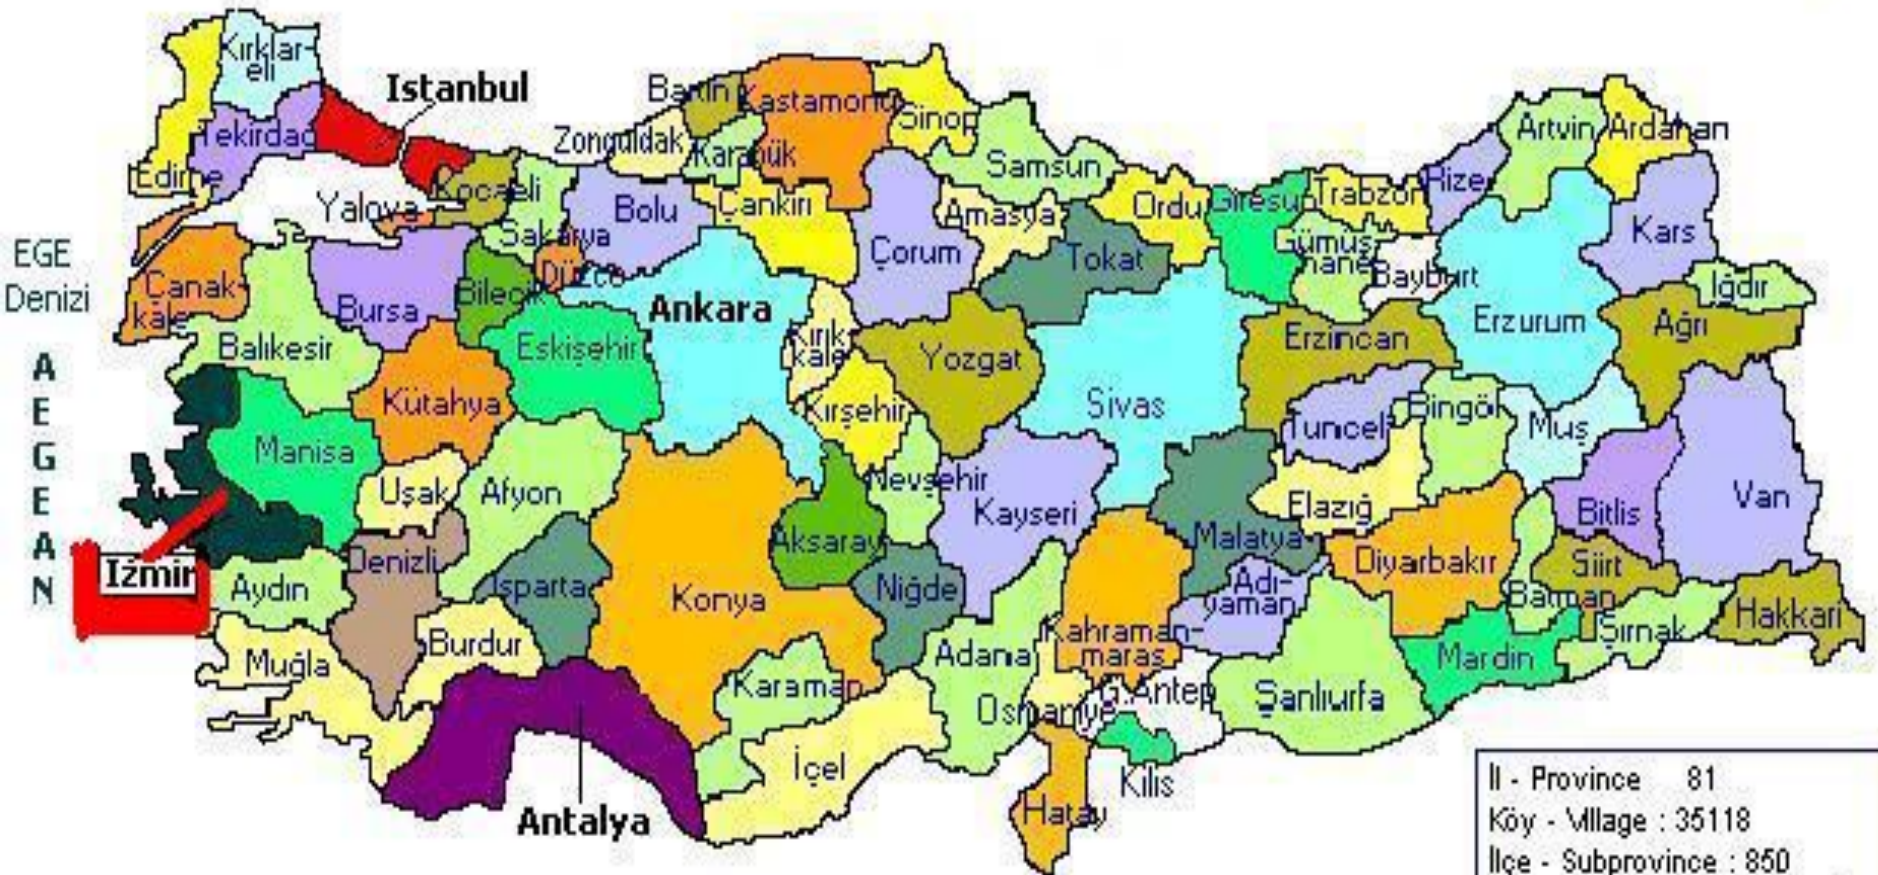 Kırklar-
eli
Istanbul
Tekirdag
Edirne
Yalova
Kocaeli
Sakarya
Düzce
Bolu
Zonguldak
Bartın
Karabük
Kastamonu
Sinop
Samsun
Çankırı
Çorum
Amasya
Tokat
Ordu
Giresun
Trabzon
Rize
Artvin
Ardahan
Gümüş-
hane
Bayburt
Kars
Iğdır
EGE
Denizi
A
E
G
E
A
N
Çanak-
kale
Balıkesir
Bursa
Bilecik
Eskişehir
Ankara
Kırık-
kale
Yozgat
Sivas
Erzincan
Erzurum
Ağrı
Manisa
Kütahya
Uşak
Afyon
Kırşehir
Nevşehir
Kayseri
Malatya
Tunceli
Elazığ
Bingöl
Muş
Bitlis
Van
Izmir
Aydın
Denizli
Isparta
Konya
Aksaray
Niğde
Kahraman-
maraş
Adı-
yaman
Diyarbakır
Batman
Siirt
Şırnak
Hakkari
Muğla
Burdur
Antalya
Karaman
İçel
Adana
Osmaniye
G.Antep
Kilis
Hatay
Şanlıurfa
Mardin
İl - Province 81
Köy - Village : 35118
İlçe - Subprovince : 850